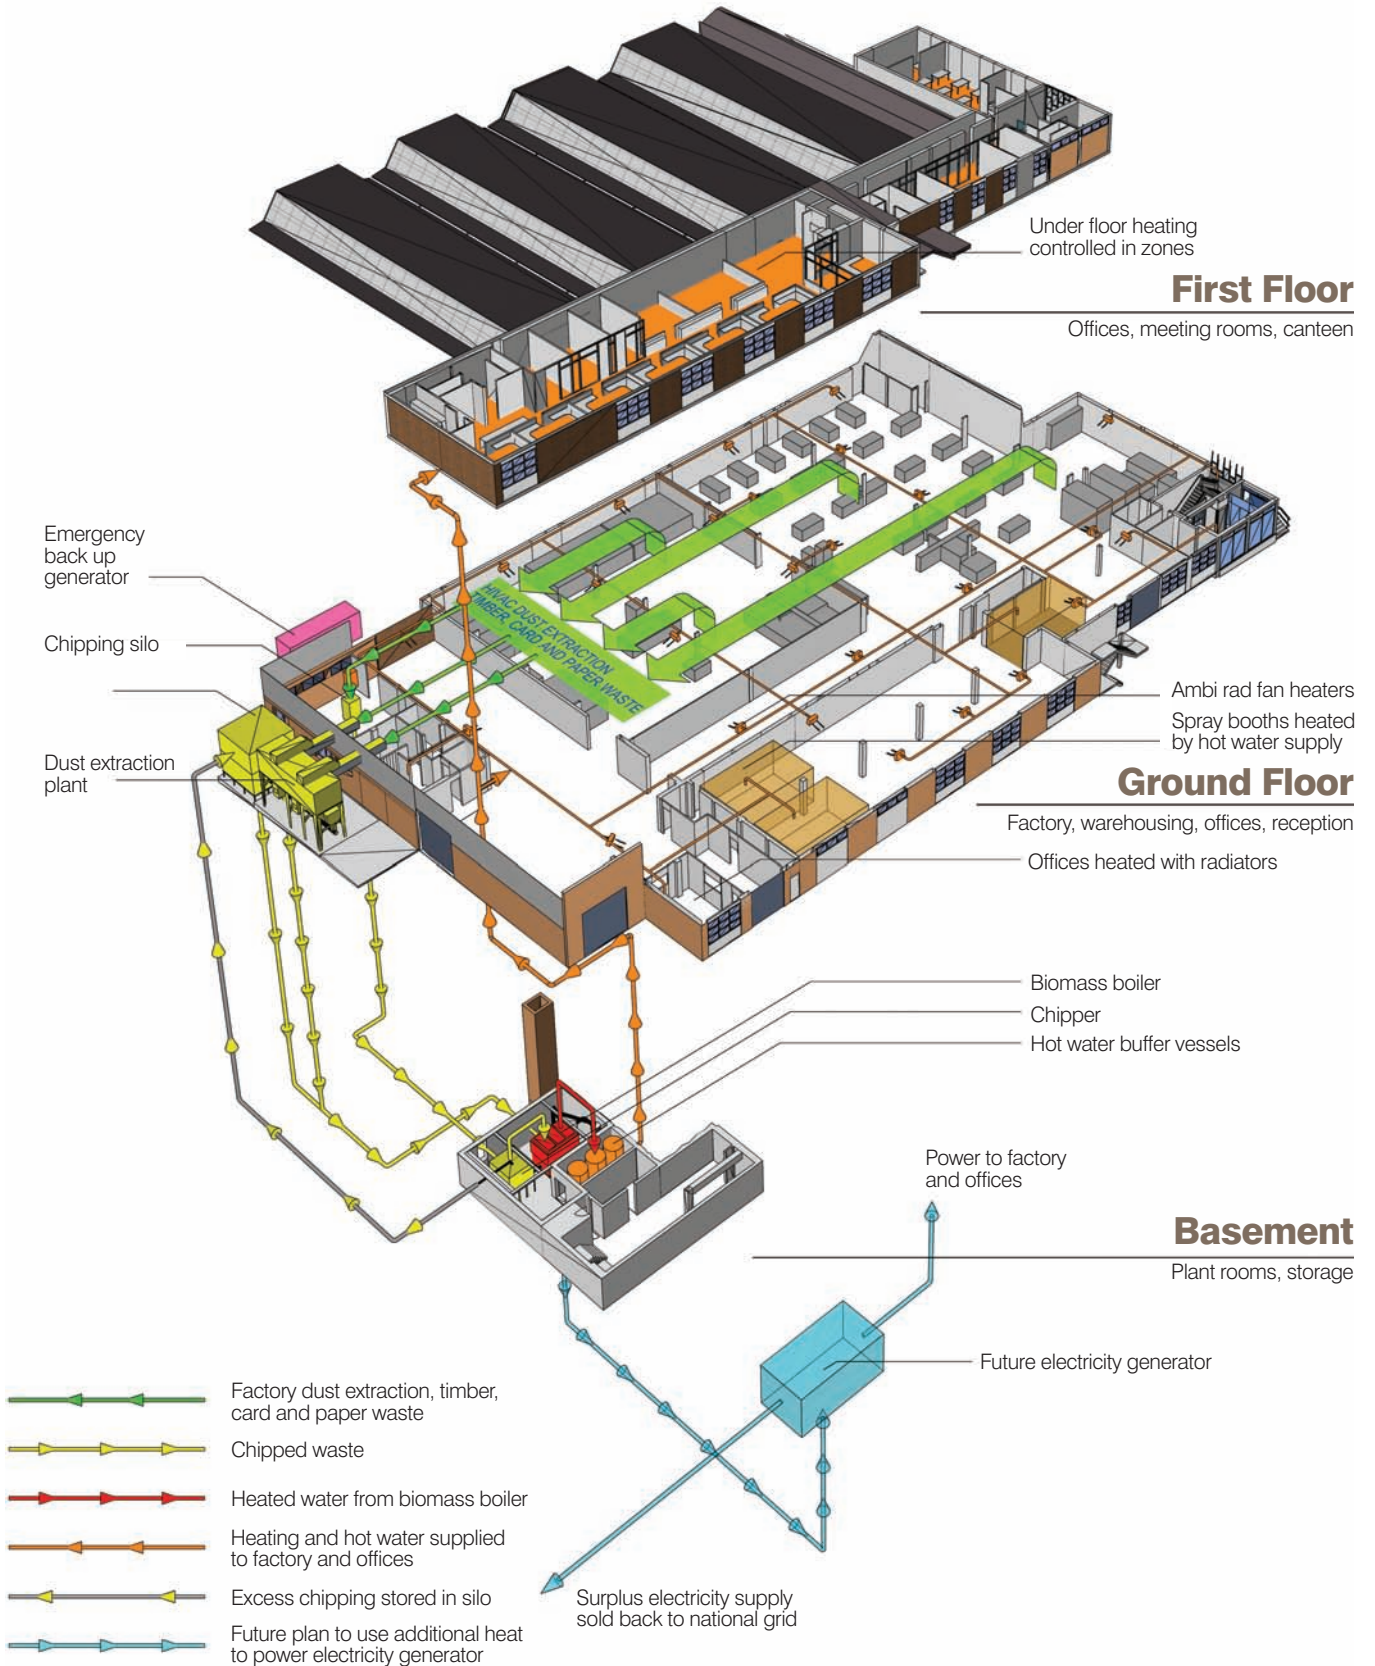 Under floor heating
controlled in zones
First Floor
Offices, meeting rooms, canteen
Emergency
back up
generator
Chipping silo
Dust extraction
plant
HIVAC DUST EXTRACTION
TIMBER, CARD AND PAPER WASTE
Ambi rad fan heaters
Spray booths heated
by hot water supply
Ground Floor
Factory, warehousing, offices, reception
Offices heated with radiators
Biomass boiler
Chipper
Hot water buffer vessels
Power to factory
and offices
Basement
Plant rooms, storage
Future electricity generator
Surplus electricity supply
sold back to national grid
Factory dust extraction, timber,
card and paper waste
Chipped waste
Heated water from biomass boiler
Heating and hot water supplied
to factory and offices
Excess chipping stored in silo
Future plan to use additional heat
to power electricity generator